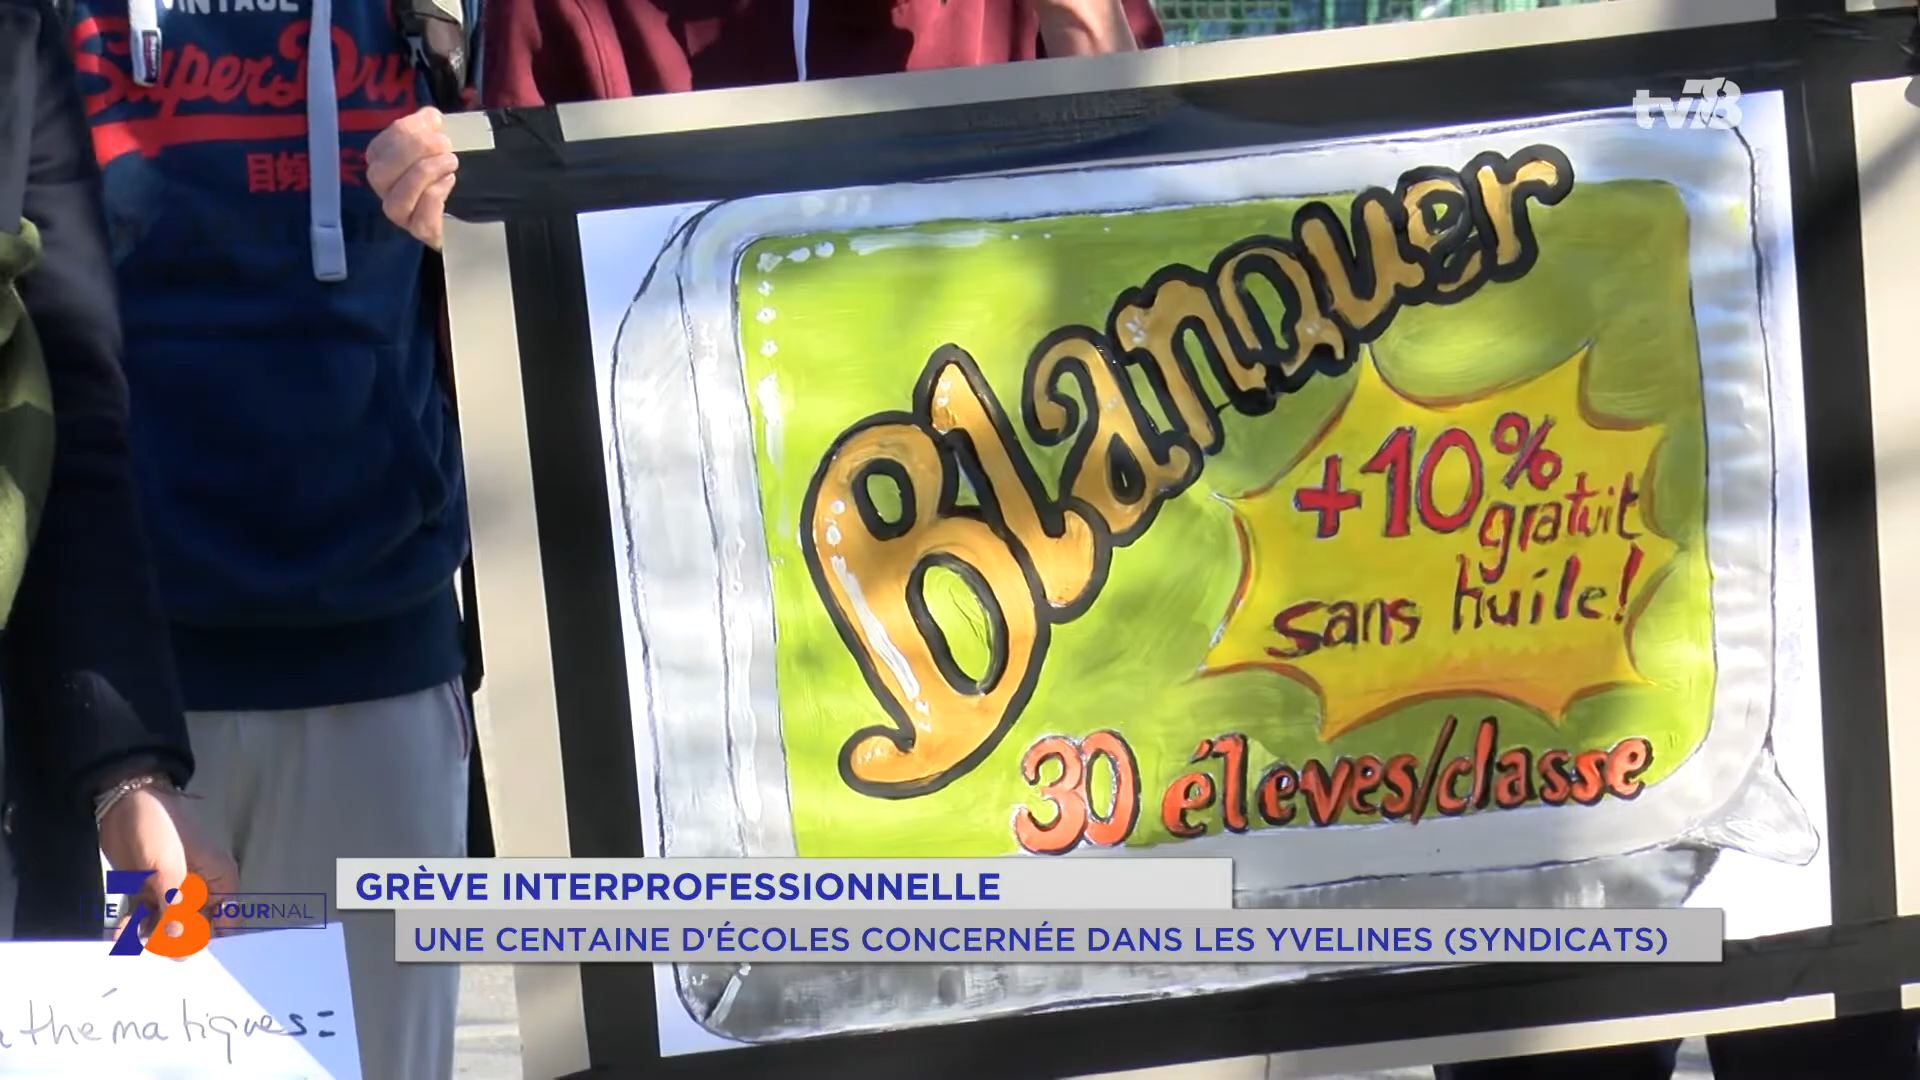 VINTAGE
SuperDry
tv78
Blanquer
+10%
gratuit
sans huile!
30 élèves/classe
GRÈVE INTERPROFESSIONNELLE
LE 78 JOURNAL
UNE CENTAINE D'ÉCOLES CONCERNÉE DANS LES YVELINES (SYNDICATS)
thématiques: